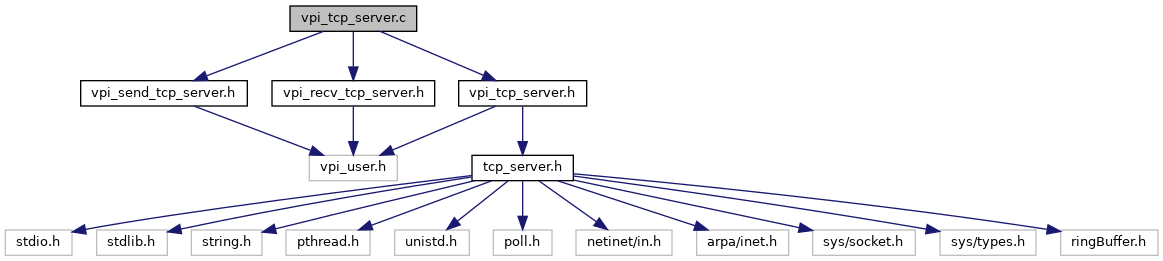 vpi_tcp_server.c
vpi_send_tcp_server.h
vpi_recv_tcp_server.h
vpi_tcp_server.h
vpi_user.h
tcp_server.h
stdio.h
stdlib.h
string.h
pthread.h
unistd.h
poll.h
netinet/in.h
arpa/inet.h
sys/socket.h
sys/types.h
ringBuffer.h